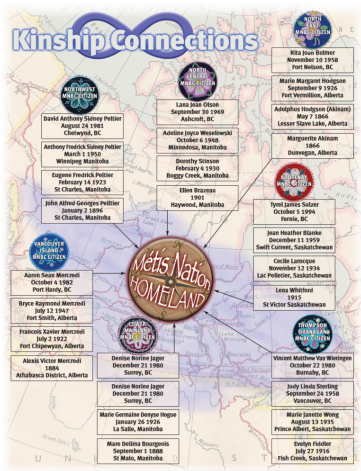 Kinship Connections
NORTHWEST
MNBC CITIZEN
David Anthony Sidney Peltier
August 24 1981
Chetwynd, BC
Anthony Fredrick Sidney Peltier
March 1 1950
Winnipeg Manitoba
Eugene Fredrick Peltier
February 14 1923
St Charles, Manitoba
John Alfred Georges Peltier
January 2 1896
St Charles, Manitoba
NORTH
CENTRAL
MNBC CITIZEN
Lana Jean Olson
September 30 1969
Ashcroft, BC
Adeline Joyce Weselowski
October 6 1948
Minnedosa, Manitoba
Dorothy Stinson
February 4 1930
Boggy Creek, Manitoba
Ellen Brazeau
1901
Haywood, Manitoba
NORTH
EAST
MNBC CITIZEN
Rita Joan Bulmer
November 10 1958
Fort Nelson, BC
Marie Margaret Hodgson
September 9 1926
Fort Vermillion, Alberta
Adolphus Hodgson (Akinam)
May 7 1866
Lesser Slave Lake, Alberta
Marguerite Akinam
1866
Dunvegan, Alberta
KOOTENAY
MNBC CITIZEN
Tyrel James Sulzer
October 5 1994
Fernie, BC
Jean Heather Blanke
December 11 1959
Swift Current, Saskatchewan
Cecile Larocque
November 12 1934
Lac Pelletier, Saskatchewan
Lena Whitford
1915
St Victor Saskatchewan
Métis Nation
HOMELAND
VANCOUVER
ISLAND
MNBC CITIZEN
Aaron Sean Mercredi
October 4 1982
Port Hardy, BC
Bryce Raymond Mercredi
July 12 1947
Fort Smith, Alberta
Francois Xavier Mercredi
July 2 1922
Fort Chipewyan, Alberta
Alexis Victor Mercredi
1884
Athabasca District, Alberta
LOWER
MAINLAND
MNBC CITIZEN
Denise Norine Jager
December 21 1980
Surrey, BC
Denise Norine Jager
December 21 1980
Surrey, BC
Marie Germaine Denyse Hogue
January 26 1926
La Salle, Manitoba
Mare Delima Bourgeois
September 1 1888
St Malo, Manitoba
THOMPSON
OKANAGAN
MNBC CITIZEN
Vincent Matthew Van Wieringen
October 22 1980
Burnaby, BC
Judy Linda Sterling
September 24 1958
Vancouver, BC
Marie Janette Wong
August 13 1935
Prince Albert, Saskatchewan
Evelyn Fiddler
July 27 1916
Fish Creek, Saskatchewan